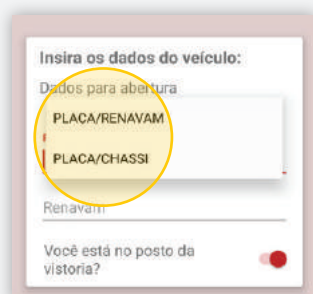 Insira os dados do veículo:
Dados para abertura
PLACA/RENAVAM
PLACA/CHASSI
Renavam
Você está no posto da
vistoria?